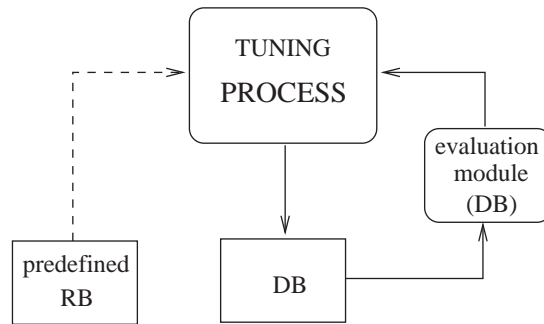 TUNING
PROCESS
evaluation
module
(DB)
predefined
RB
DB